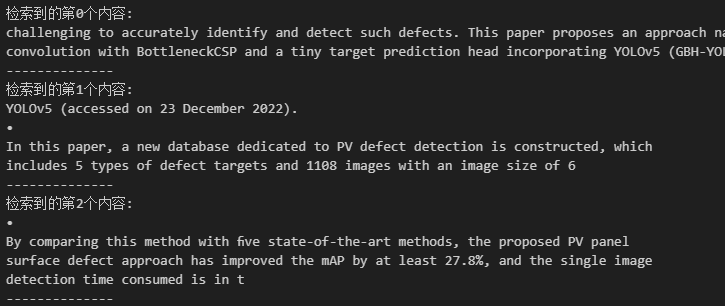 检索到的第0个内容:
challenging to accurately identify and detect such defects. This paper proposes an approach na
convolution with BottleneckCSP and a tiny target prediction head incorporating YOLOv5 (GBH-YOL
--------------
检索到的第1个内容:
YOLOv5 (accessed on 23 December 2022).
•
In this paper, a new database dedicated to PV defect detection is constructed, which
includes 5 types of defect targets and 1108 images with an image size of 6
--------------
检索到的第2个内容:
•
By comparing this method with five state-of-the-art methods, the proposed PV panel
surface defect approach has improved the mAP by at least 27.8%, and the single image
detection time consumed is in t
--------------